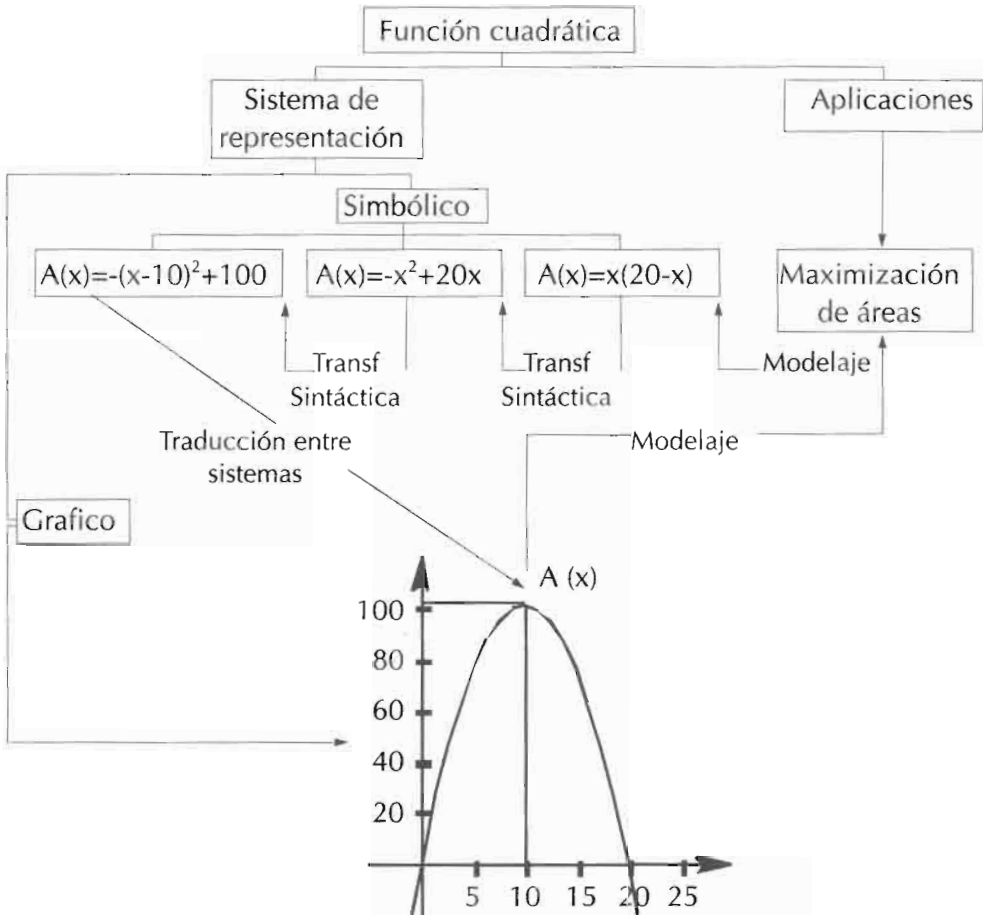 Función cuadrática
Sistema de
representación
Aplicaciones
Simbólico
A(x)=-(x-10)²+100
A(x)=-x²+20x
A(x)=x(20-x)
Maximización
de áreas
Transf
Sintáctica
Transf
Sintáctica
Modelaje
Traducción entre
sistemas
Modelaje
Grafico
A (x)
100
80
60
40
20
5 10 15 20 25